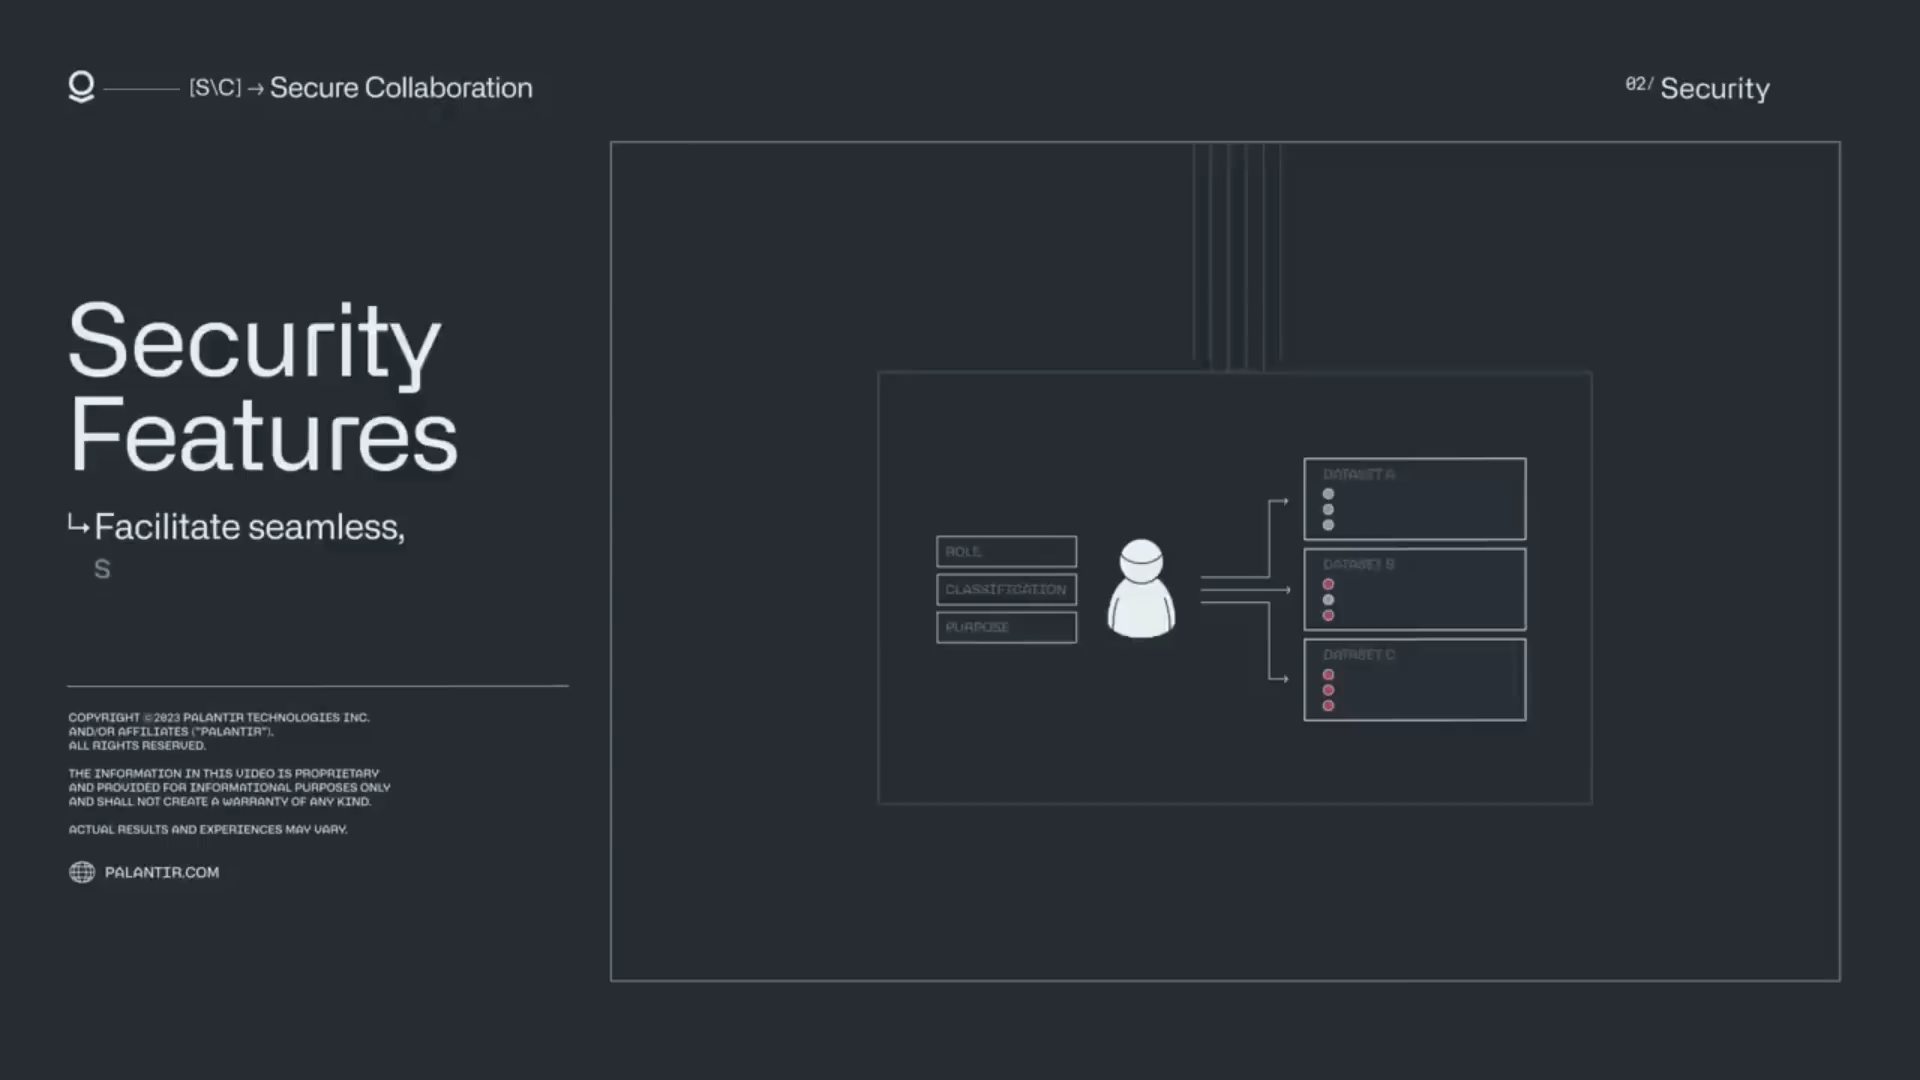 [S\C] → Secure Collaboration
02/ Security
Security
Features
↳Facilitate seamless,
S
ROLE
CLASSIFICATION
PURPOSE
DATASET A
DATASET B
DATASET C
COPYRIGHT ©2023 PALANTIR TECHNOLOGIES INC.
AND/OR AFFILIATES ("PALANTIR").
ALL RIGHTS RESERVED.
THE INFORMATION IN THIS VIDEO IS PROPRIETARY
AND PROVIDED FOR INFORMATIONAL PURPOSES ONLY
AND SHALL NOT CREATE A WARRANTY OF ANY KIND.
ACTUAL RESULTS AND EXPERIENCES MAY VARY.
PALANTIR.COM